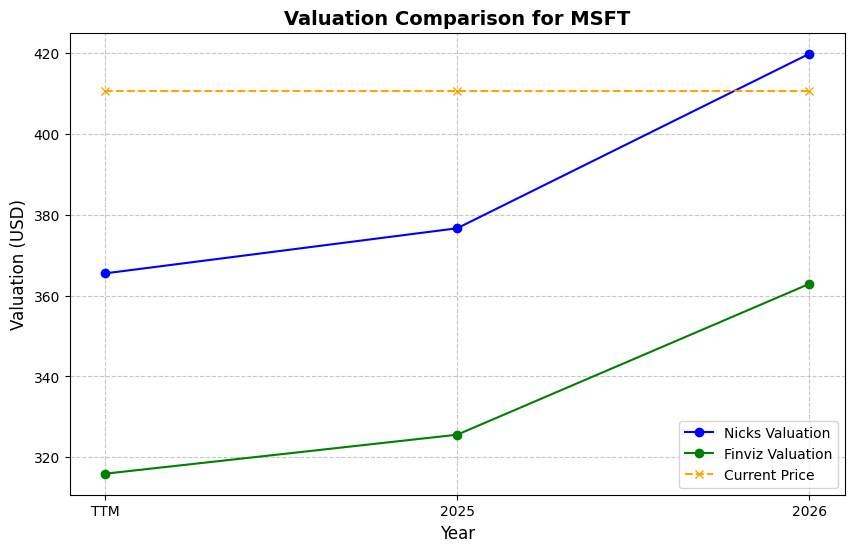 Valuation Comparison for MSFT
420
400
380
360
340
320
Valuation (USD)
TTM
2025
2026
Year
Nicks Valuation
Finviz Valuation
Current Price